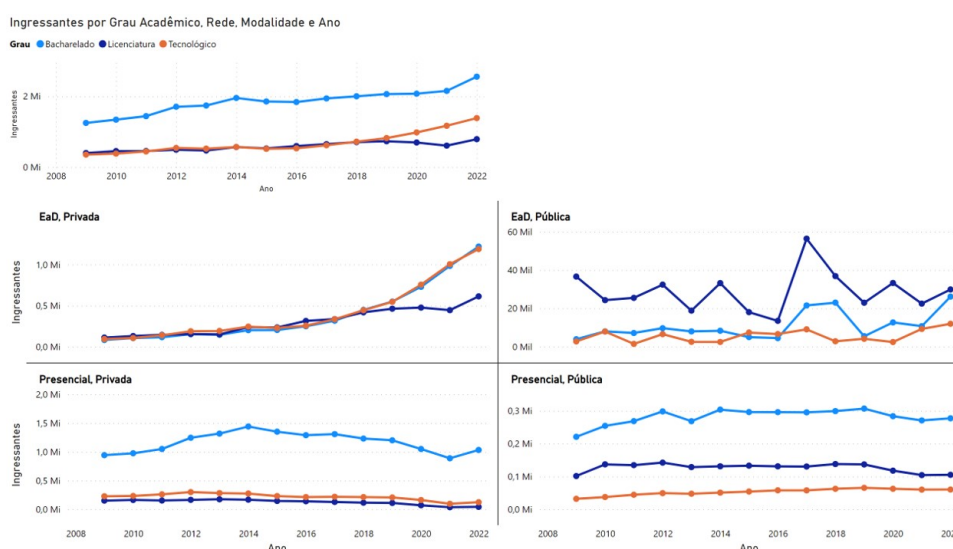 Ingressantes por Grau Acadêmico, Rede, Modalidade e Ano
Grau Bacharelado Licenciatura Tecnológico
Ingressantes
2 Mi
0 Mi
2008 2010 2012 2014 2016 2018 2020 2022
Ano
EaD, Privada
Ingressantes
1,0 Mi
0,5 Mi
0,0 Mi
EaD, Pública
60 Mil
40 Mil
20 Mil
0 Mil
Presencial, Privada
Ingressantes
2,0 Mi
1,5 Mi
1,0 Mi
0,5 Mi
0,0 Mi
2008 2010 2012 2014 2016 2018 2020 2022
Ano
Presencial, Pública
0,3 Mi
0,2 Mi
0,1 Mi
0,0 Mi
2008 2010 2012 2014 2016 2018 2020 2022
Ano